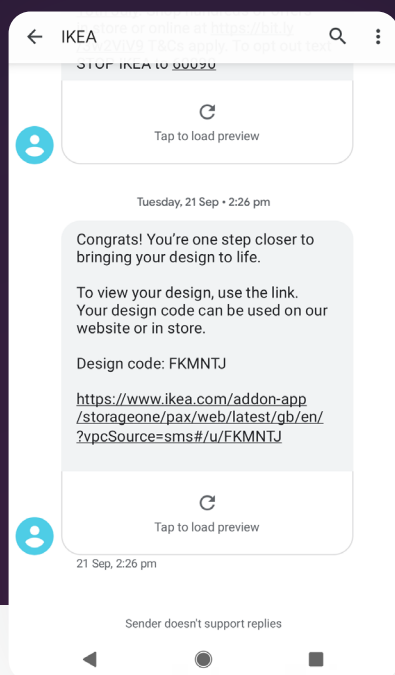 IKEA
in store or online at https://bit.ly
T&Cs apply. To opt out text
STOP IKEA to 60098
Tap to load preview
Tuesday, 21 Sep • 2:26 pm
Congrats! You're one step closer to
bringing your design to life.
To view your design, use the link.
Your design code can be used on our
website or in store.
Design code: FKMNTJ
https://www.ikea.com/addon-app
/storageone/pax/web/latest/gb/en/
?vpcSource=sms#/u/FKMNTJ
Tap to load preview
21 Sep, 2:26 pm
Sender doesn't support replies